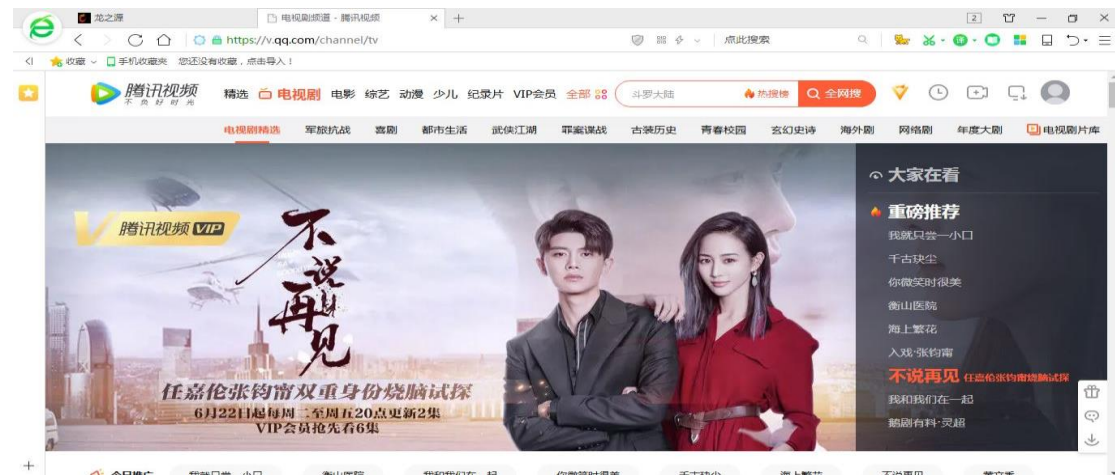 龙之源
电视剧频道 - 腾讯视频
2
https://v.qq.com/channel/tv
点此搜索
收藏
手机收藏夹
您还没有收藏，点击导入！
腾讯视频
不负好时光
精选 电视剧 电影 综艺 动漫 少儿 纪录片 VIP会员 全部
斗罗大陆
热搜榜
全网搜
电视剧精选 军旅抗战 喜剧 都市生活 武侠江湖 罪案谍战 古装历史 青春校园 玄幻史诗 海外剧 网络剧 年度大剧 电视剧片库
腾讯视频 VIP
不说再见
任嘉伦张钧甯双重身份烧脑试探
6月22日起每周二至周五20点更新2集
VIP会员抢先看6集
大家在看
重磅推荐
我就只尝一小口
千古玦尘
你微笑时很美
衡山医院
海上繁花
入戏·张钧甯
不说再见 任嘉伦张钧甯烧脑试探
我和我们在一起
鹅剧有料·灵超
今日推广 我就只尝一小口 衡山医院 我和我们在一起 你微笑时很美 千古玦尘 海上繁花 不说再见